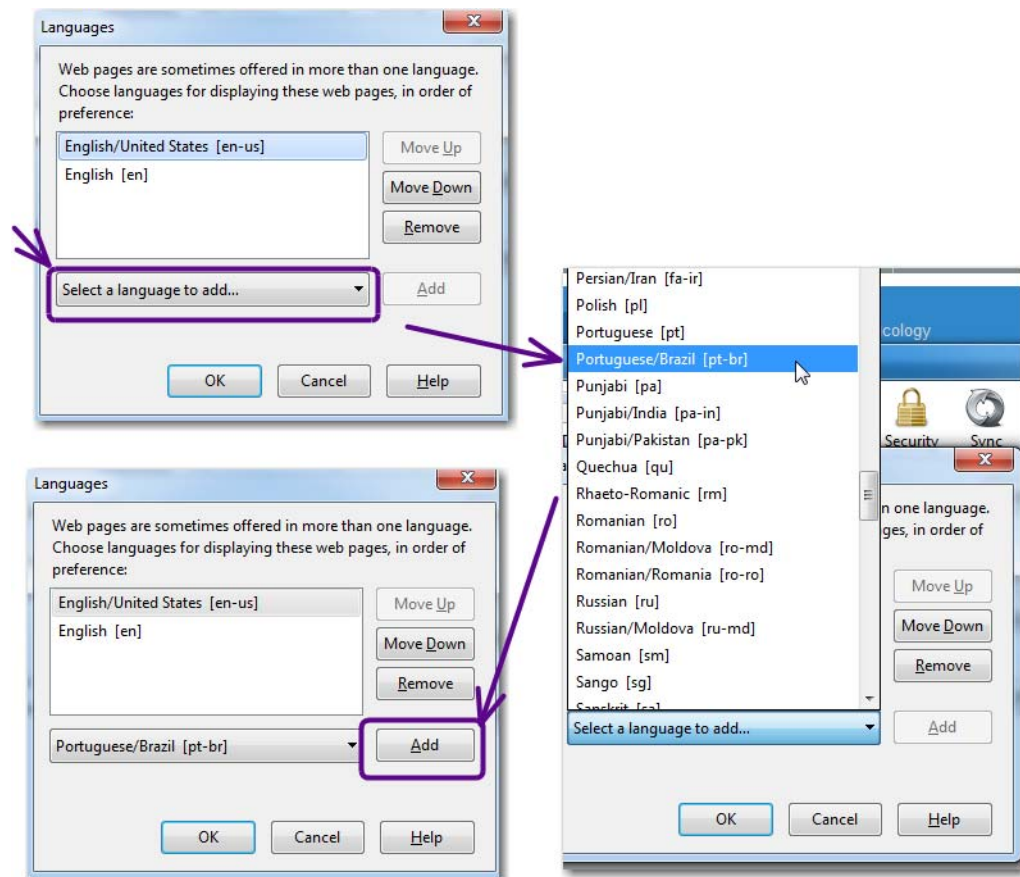 Languages
Web pages are sometimes offered in more than one language.
Choose languages for displaying these web pages, in order of
preference:
English/United States [en-us]
English [en]
Move Up
Move Down
Remove
Select a language to add...
Add
OK
Cancel
Help
Persian/Iran [fa-ir]
Polish [pl]
Portuguese [pt]
Portuguese/Brazil [pt-br]
Punjabi [pa]
Punjabi/India [pa-in]
Punjabi/Pakistan [pa-pk]
Quechua [qu]
Rhaeto-Romanic [rm]
Romanian [ro]
Romanian/Moldova [ro-md]
Romanian/Romania [ro-ro]
Russian [ru]
Russian/Moldova [ru-md]
Samoan [sm]
Sango [sg]
Sanskrit [sa]
Select a language to add...
cology
Security
Sync
n one language.
ges, in order of
Move Up
Move Down
Remove
Add
OK
Cancel
Help
Languages
Web pages are sometimes offered in more than one language.
Choose languages for displaying these web pages, in order of
preference:
English/United States [en-us]
English [en]
Move Up
Move Down
Remove
Portuguese/Brazil [pt-br]
Add
OK
Cancel
Help